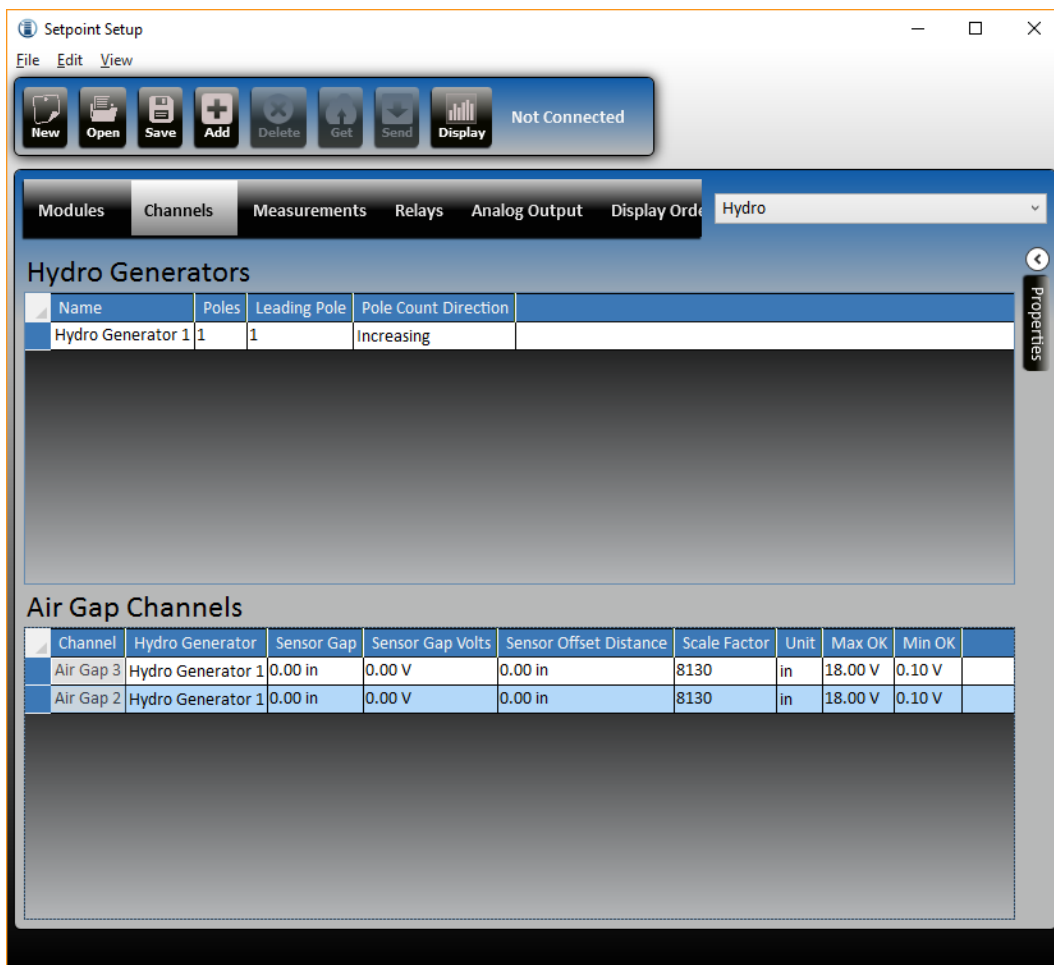 Setpoint Setup
File Edit View
New Open Save Add Delete Get Send Display Not Connected
Modules Channels Measurements Relays Analog Output Display Orde Hydro
Properties
Hydro Generators
Name Poles Leading Pole Pole Count Direction
Hydro Generator 1 1 1 Increasing
Air Gap Channels
Channel Hydro Generator Sensor Gap Sensor Gap Volts Sensor Offset Distance Scale Factor Unit Max OK Min OK
Air Gap 3 Hydro Generator 1 0.00 in 0.00 V 0.00 in 8130 in 18.00 V 0.10 V
Air Gap 2 Hydro Generator 1 0.00 in 0.00 V 0.00 in 8130 in 18.00 V 0.10 V